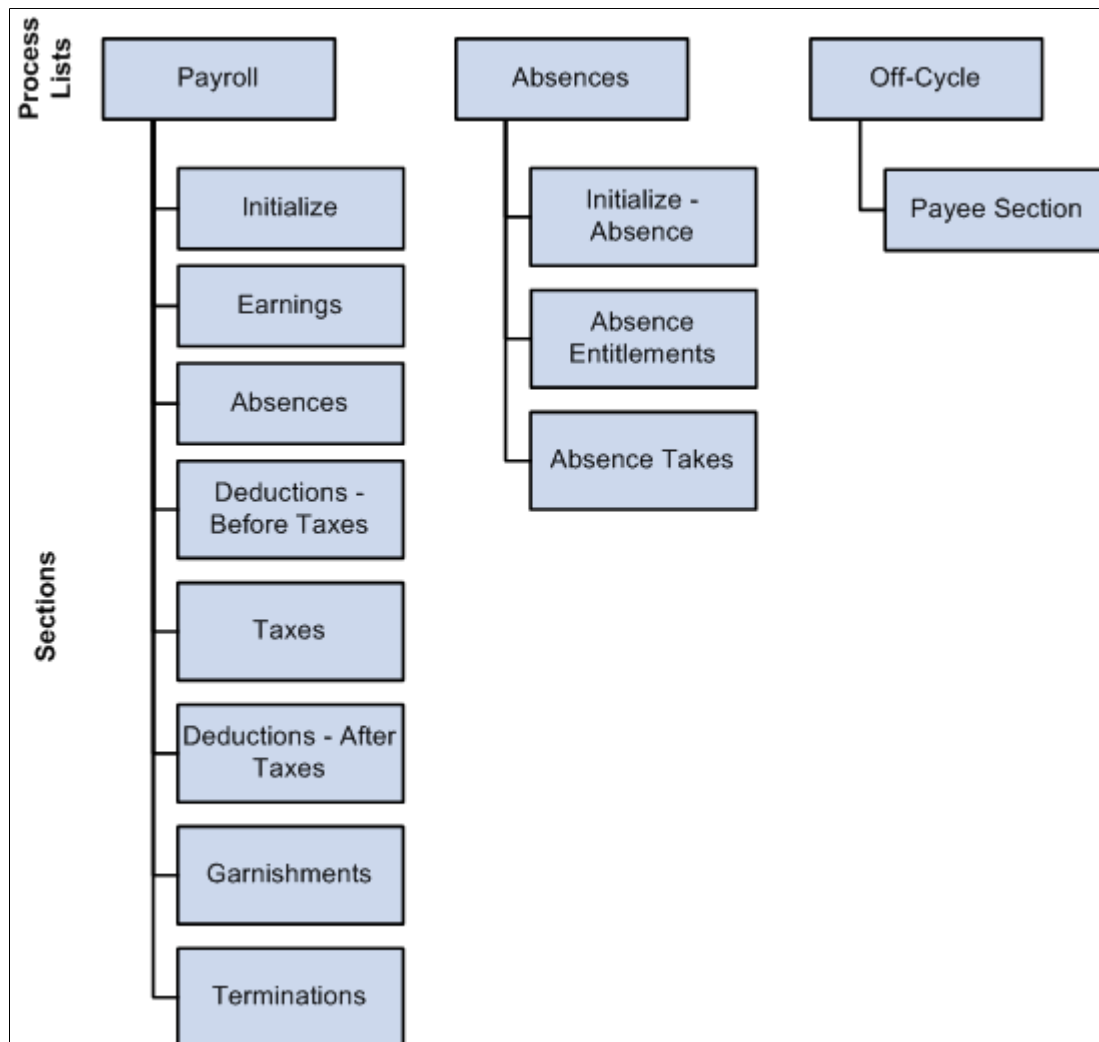 Process
Lists
Payroll
Absences
Off-Cycle
Sections
Initialize
Earnings
Absences
Deductions -
Before Taxes
Taxes
Deductions - After
Taxes
Garnishments
Terminations
Initialize -
Absence
Absence
Entitlements
Absence Takes
Payee Section